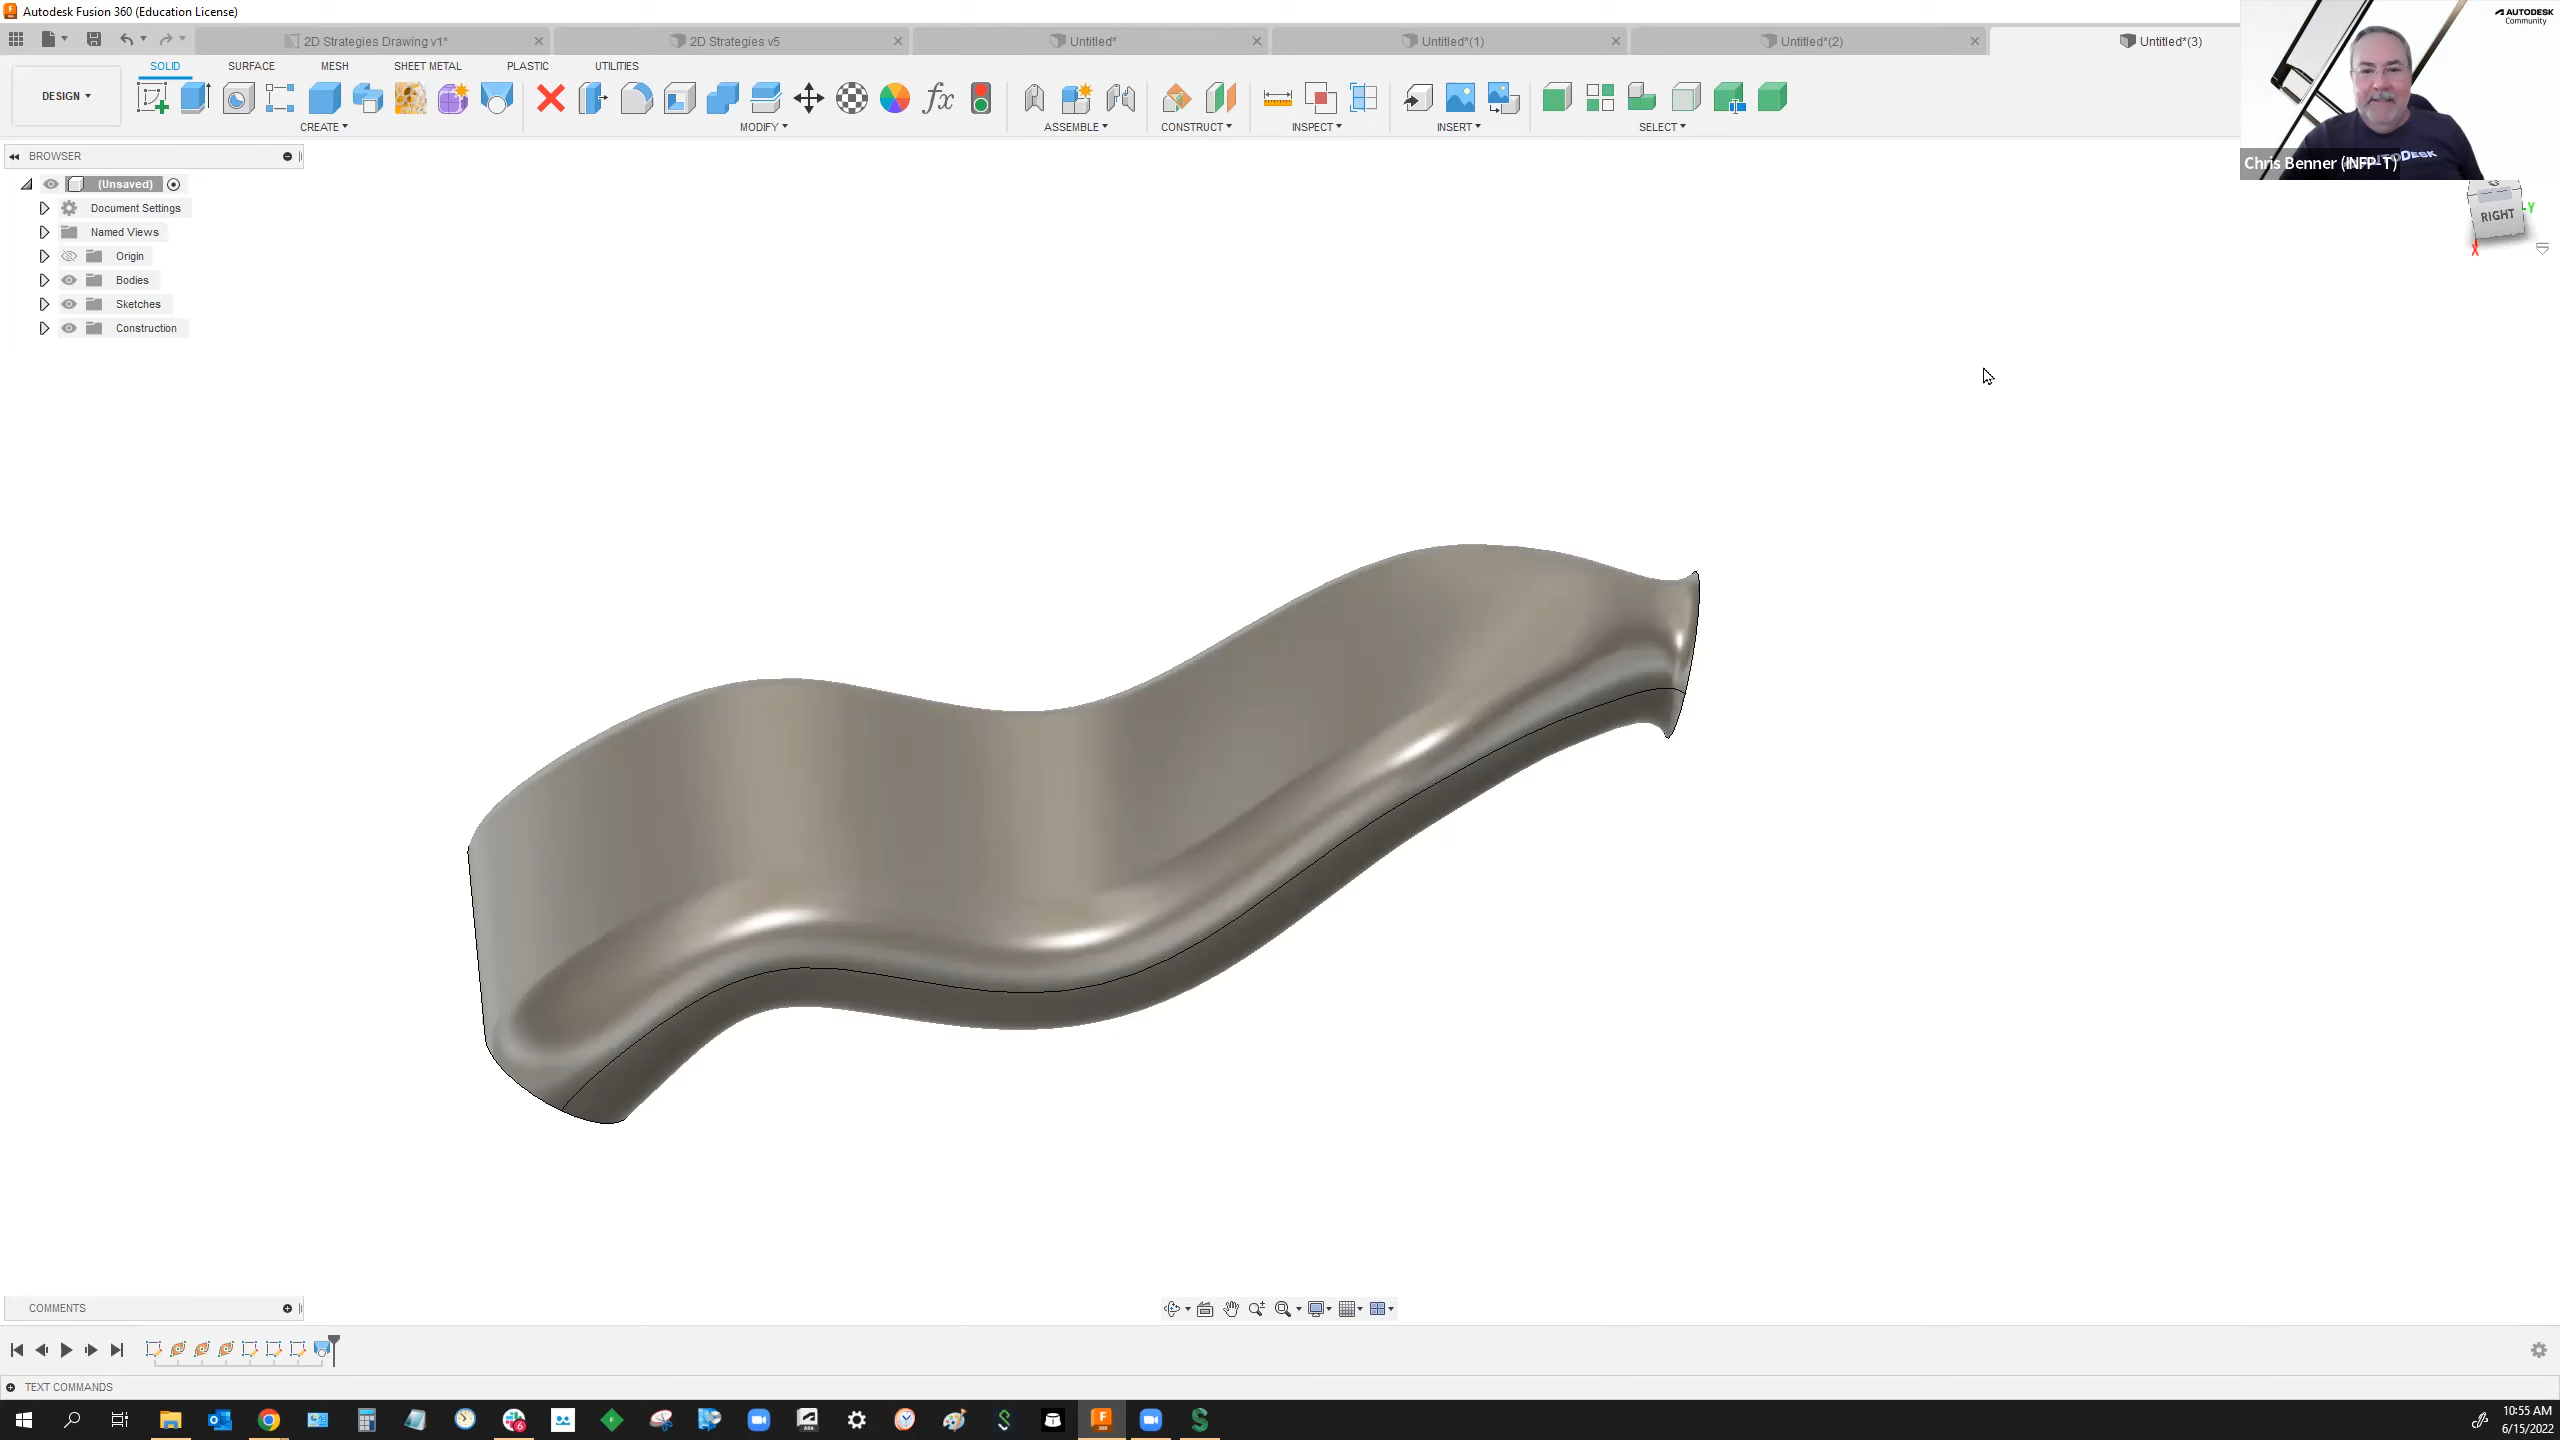 Autodesk Fusion 360 (Education License)
AUTODESK
Community
2D Strategies Drawing v1*
2D Strategies v5
Untitled*
Untitled*(1)
Untitled*(2)
Untitled*(3)
SOLID
SURFACE
MESH
SHEET METAL
PLASTIC
UTILITIES
DESIGN
CREATE
MODIFY
ASSEMBLE
CONSTRUCT
INSPECT
INSERT
SELECT
Chris Benner (INFP-T)
BROWSER
(Unsaved)
Document Settings
Named Views
Origin
Bodies
Sketches
Construction
RIGHT
Y
X
COMMENTS
TEXT COMMANDS
10:55 AM
6/15/2022